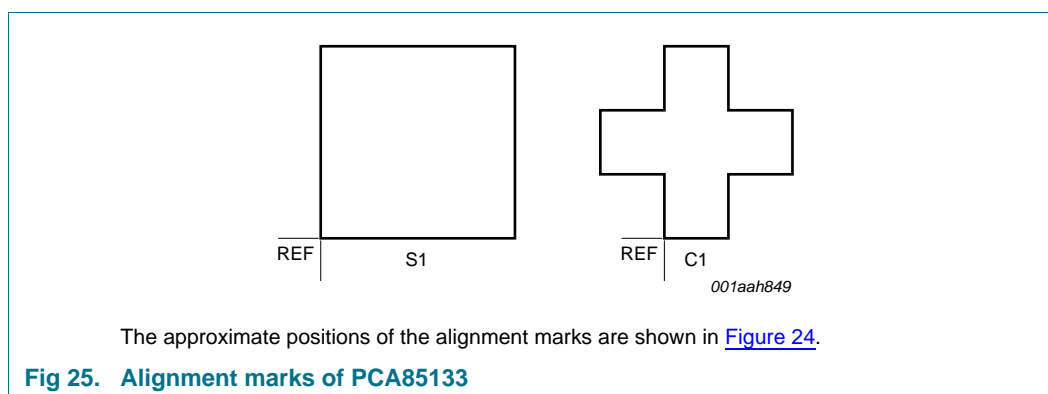 REF
S1
REF
C1
001aah849
The approximate positions of the alignment marks are shown in Figure 24.
Fig 25. Alignment marks of PCA85133